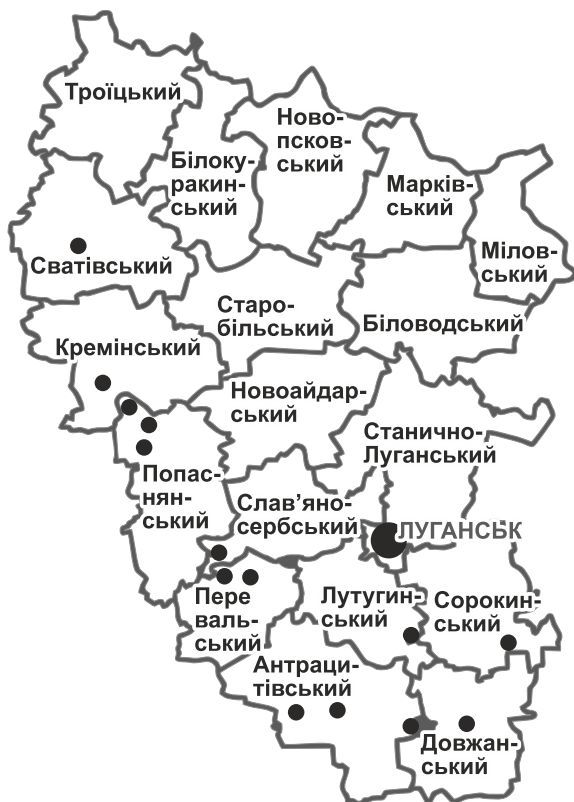 Троїцький
Ново-
псков-
ський
Білоку-
ракин-
ський
Марків-
ський
Міло​в-
ський
Сватівський
Старо-
більський
Біловодський
Кремінський
Новоайдар-
ський
Станично-
Луганський
Попас-
нян-
ський
Слав’яно-
сербський
ЛУГАНСЬК
Пере
валь-
ський
Лутугин-
ський
Сорокин-
ський
Антраци-
тівський
Довжан-
ський